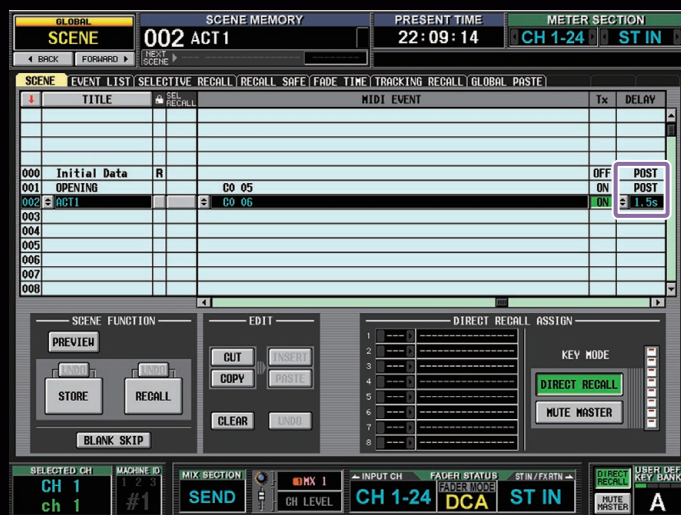 GLOBAL
SCENE
BACK
FORWARD
SCENE MEMORY
002 ACT1
NEXT SCENE
PRESENT TIME
22:09:14
METER SECTION
CH 1-24
ST IN
SCENE
EVENT LIST
SELECTIVE RECALL
RECALL SAFE
FADE TIME
TRACKING RECALL
GLOBAL PASTE
TITLE
SEL RECALL
MIDI EVENT
Tx
DELAY
000 Initial Data R OFF POST
001 OPENING C0 05 ON POST
002 ACT1 C0 06 ON 1.5s
003
004
005
006
007
008
SCENE FUNCTION
PREVIEW
UNDO
UNDO
STORE
RECALL
BLANK SKIP
EDIT
CUT
INSERT
COPY
PASTE
CLEAR
UNDO
DIRECT RECALL ASSIGN
1 --- ----------------
2 --- ----------------
3 --- ----------------
4 --- ----------------
5 --- ----------------
6 --- ----------------
7 --- ----------------
8 --- ----------------
KEY MODE
DIRECT RECALL
MUTE MASTER
SELECTED CH
CH 1
ch 1
MACHINE ID
1 2 3
#1
MIX SECTION
SEND
MX 1
CH LEVEL
INPUT CH
CH 1-24
FADER STATUS
FADER MODE
DCA
ST IN/FXRTN
ST IN
DIRECT RECALL
MUTE MASTER
USER DEF
KEY BANK
A